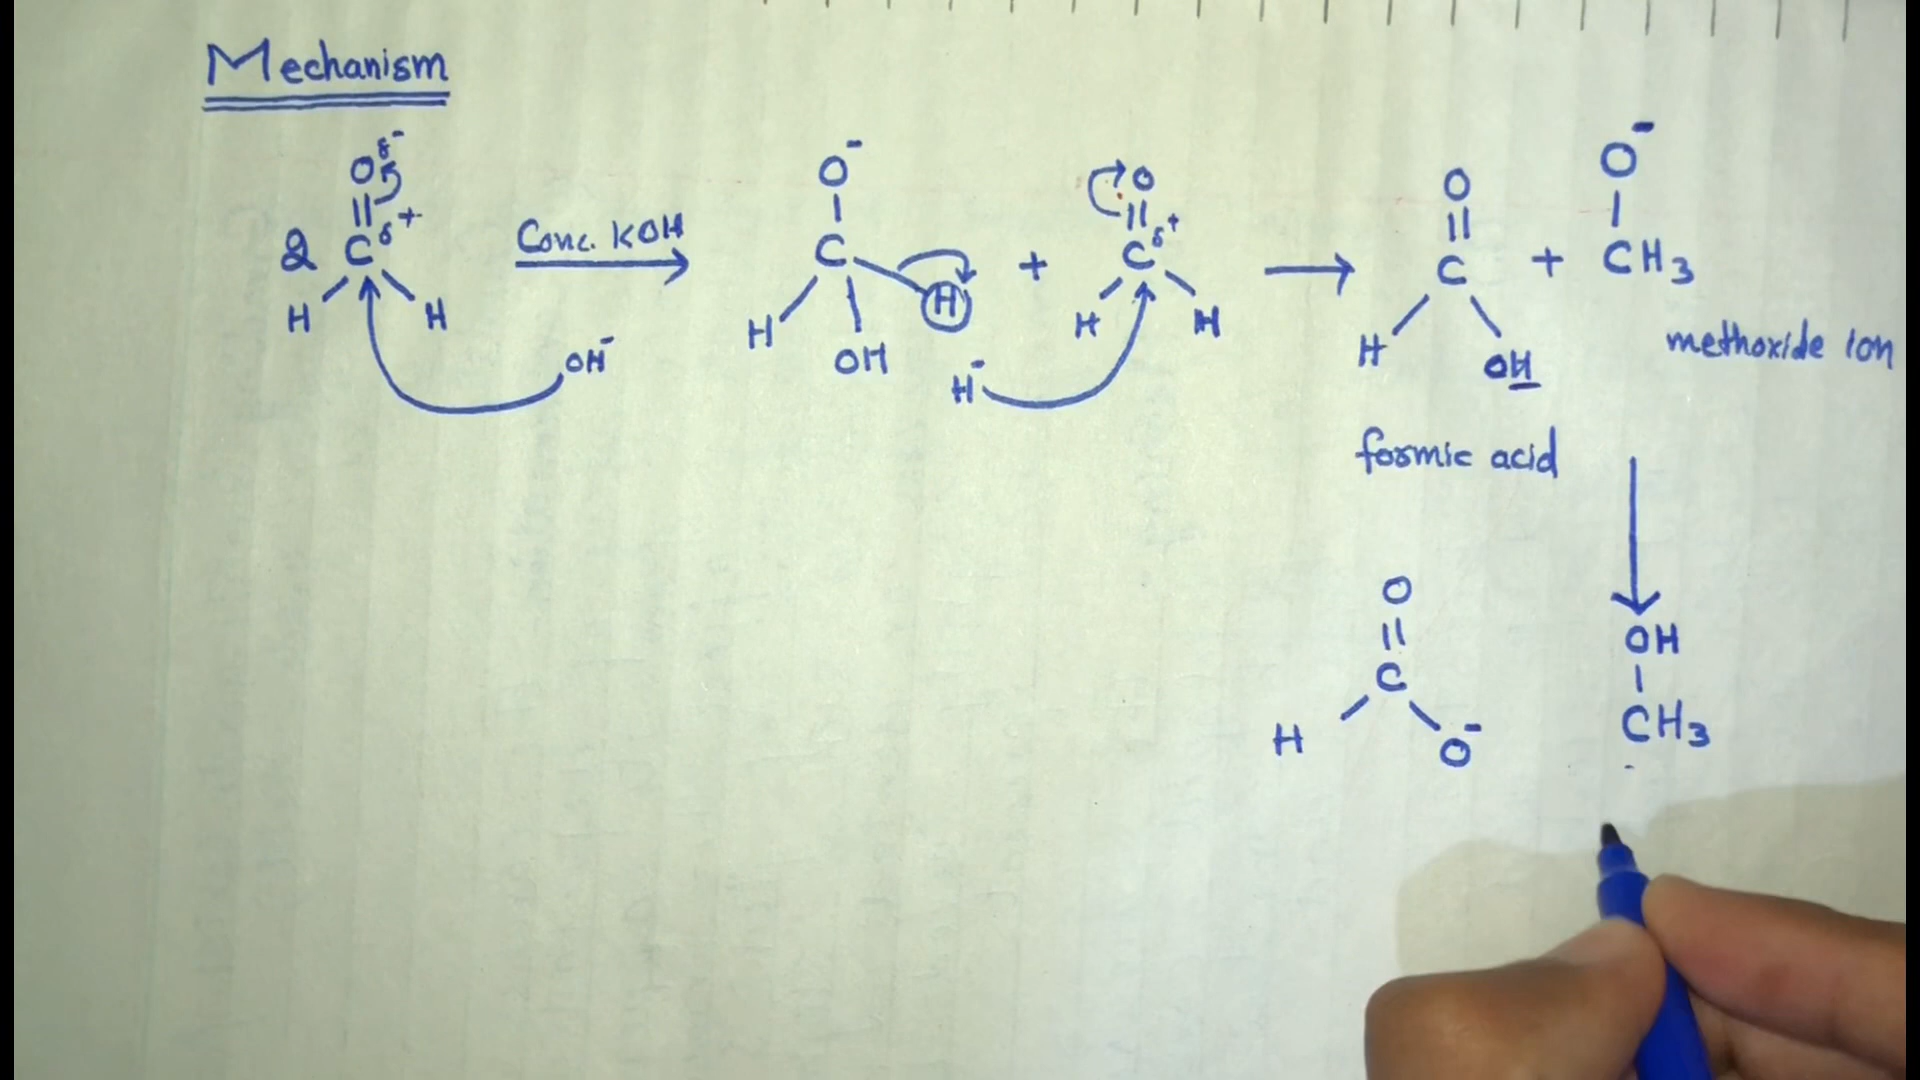 Mechanism
O δ- O- O O O-
2 C δ+ Conc. KOH C + C δ+ C + CH3
H H H H H H H OH methoxide ion
OH- OH H-
formic acid
O
OH
C
H O- CH3